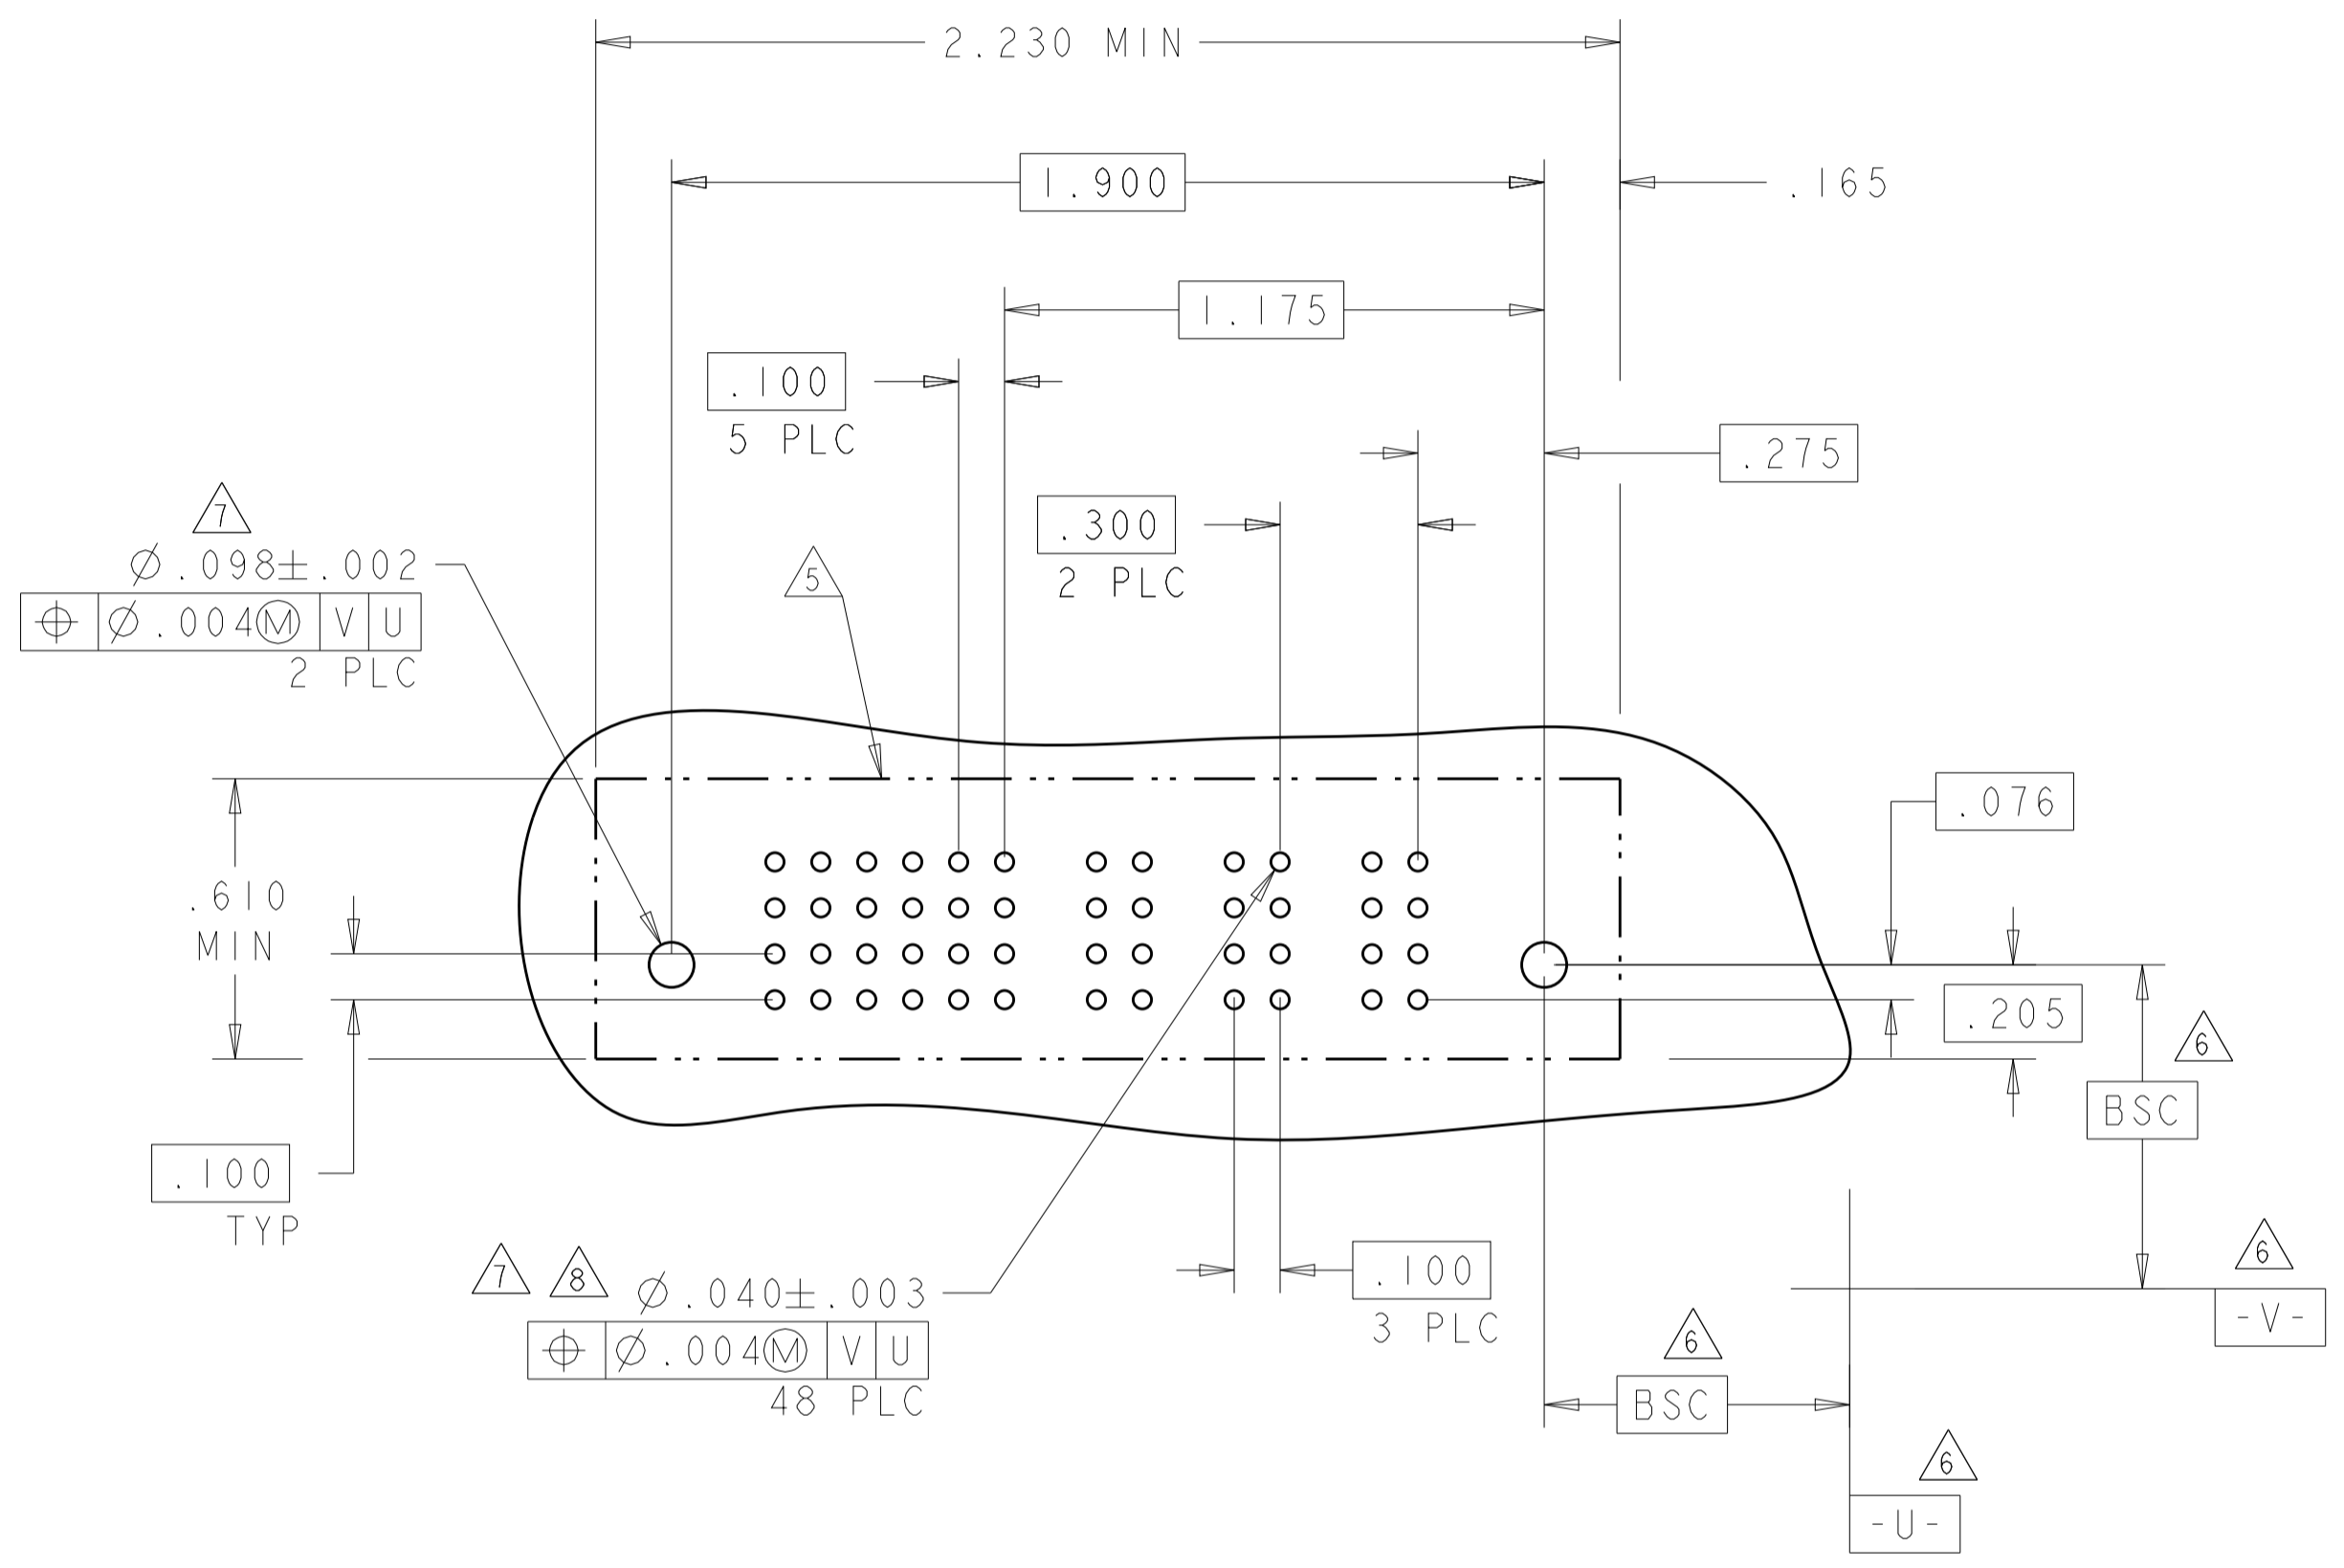 2.230 MIN
1.900
.165
1.175
.100
5 PLC
.275
.300
2 PLC
7
5
⌀.098±.002
⌖ ⌀.004Ⓜ V U
2 PLC
.076
.610
MIN
.205
6
BSC
.100
TYP
7 8
⌀.040±.003
⌖ ⌀.004Ⓜ V U
48 PLC
.100
3 PLC
6
-V-
6
BSC
6
-U-